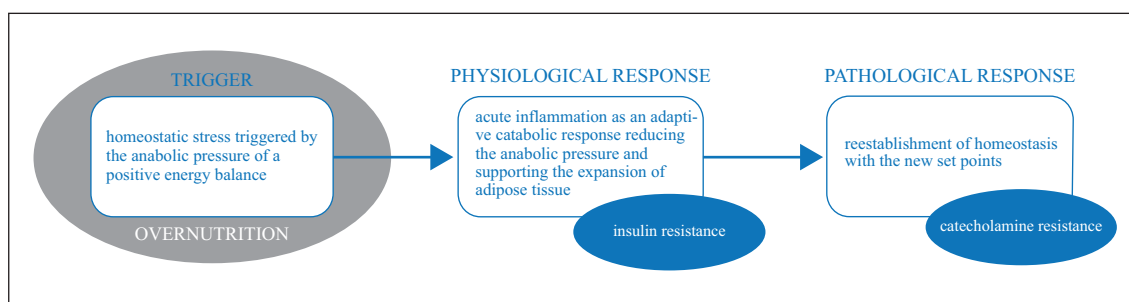 TRIGGER
homeostatic stress triggered by
the anabolic pressure of a
positive energy balance
OVERNUTRITION
PHYSIOLOGICAL RESPONSE
acute inflammation as an adapti-
ve catabolic response reducing
the anabolic pressure and
supporting the expansion of
adipose tissue
insulin resistance
PATHOLOGICAL RESPONSE
reestablishment of homeostasis
with the new set points
catecholamine resistance